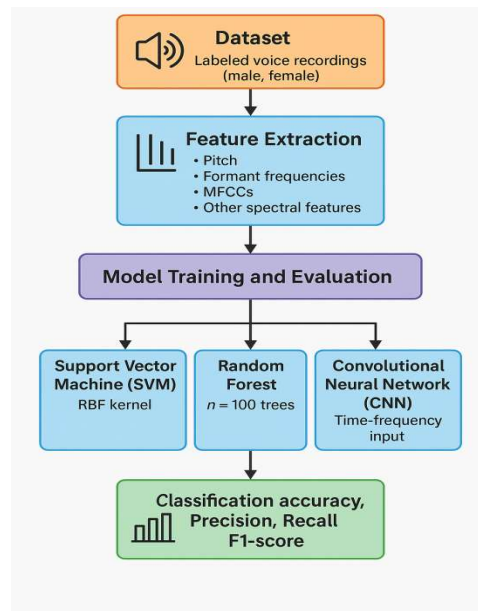 Dataset
Labeled voice recordings
(male, female)
Feature Extraction
• Pitch
• Formant frequencies
• MFCCs
• Other spectral features
Model Training and Evaluation
Support Vector
Machine (SVM)
RBF kernel
Random
Forest
n = 100 trees
Convolutional
Neural Network
(CNN)
Time-frequency
input
Classification accuracy,
Precision, Recall
F1-score